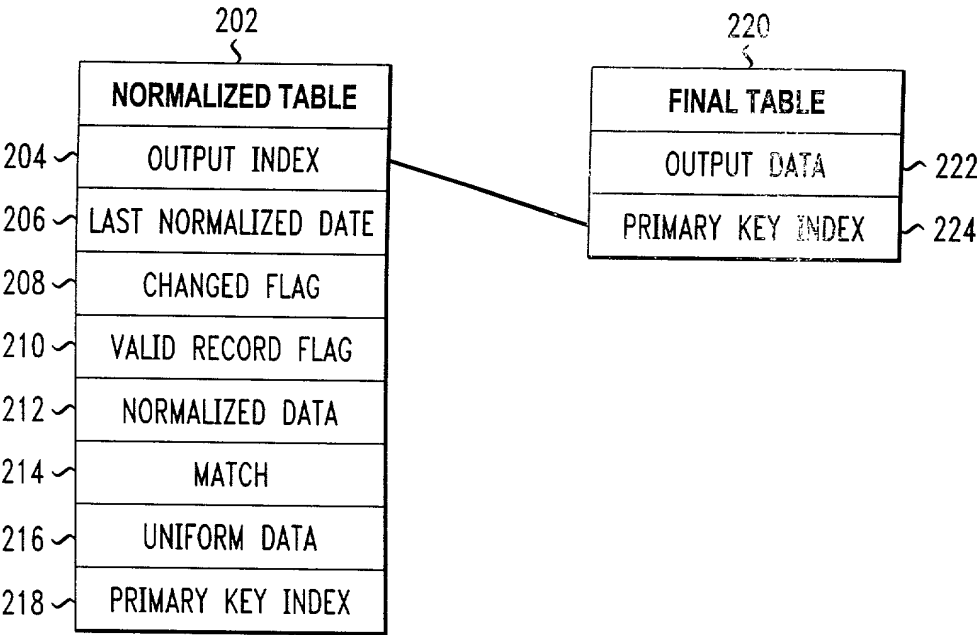 202
NORMALIZED TABLE
204 OUTPUT INDEX
206 LAST NORMALIZED DATE
208 CHANGED FLAG
210 VALID RECORD FLAG
212 NORMALIZED DATA
214 MATCH
216 UNIFORM DATA
218 PRIMARY KEY INDEX
220
FINAL TABLE
OUTPUT DATA 222
PRIMARY KEY INDEX 224